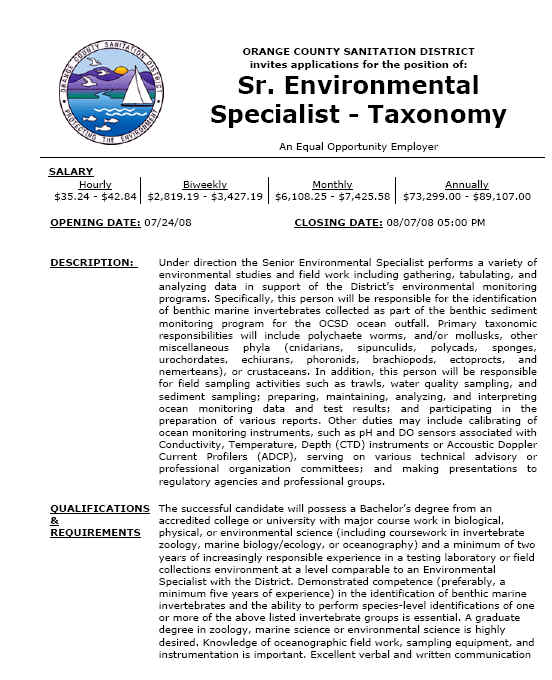 ORANGE COUNTY SANITATION DISTRICT
PROTECTING THE ENVIRONMENT
ORANGE COUNTY SANITATION DISTRICT
invites applications for the position of:
Sr. Environmental
Specialist - Taxonomy
An Equal Opportunity Employer
SALARY
Hourly Biweekly Monthly Annually
$35.24 - $42.84 $2,819.19 - $3,427.19 $6,108.25 - $7,425.58 $73,299.00 - $89,107.00
OPENING DATE: 07/24/08 CLOSING DATE: 08/07/08 05:00 PM
DESCRIPTION: Under direction the Senior Environmental Specialist performs a variety of
environmental studies and field work including gathering, tabulating, and
analyzing data in support of the District's environmental monitoring
programs. Specifically, this person will be responsible for the identification
of benthic marine invertebrates collected as part of the benthic sediment
monitoring program for the OCSD ocean outfall. Primary taxonomic
responsibilities will include polychaete worms, and/or mollusks, other
miscellaneous phyla (cnidarians, sipunculids, polycads, sponges,
urochordates, echiurans, phoronids, brachiopods, ectoprocts, and
nemerteans), or crustaceans. In addition, this person will be responsible
for field sampling activities such as trawls, water quality sampling, and
sediment sampling; preparing, maintaining, analyzing, and interpreting
ocean monitoring data and test results; and participating in the
preparation of various reports. Other duties may include calibrating of
ocean monitoring instruments, such as pH and DO sensors associated with
Conductivity, Temperature, Depth (CTD) instruments or Accoustic Doppler
Current Profilers (ADCP), serving on various technical advisory or
professional organization committees; and making presentations to
regulatory agencies and professional groups.
QUALIFICATIONS The successful candidate will possess a Bachelor's degree from an
& accredited college or university with major course work in biological,
REQUIREMENTS physical, or environmental science (including coursework in invertebrate
zoology, marine biology/ecology, or oceanography) and a minimum of two
years of increasingly responsible experience in a testing laboratory or field
collections environment at a level comparable to an Environmental
Specialist with the District. Demonstrated competence (preferably, a
minimum five years of experience) in the identification of benthic marine
invertebrates and the ability to perform species-level identifications of one
or more of the above listed invertebrate groups is essential. A graduate
degree in zoology, marine science or environmental science is highly
desired. Knowledge of oceanographic field work, sampling equipment, and
instrumentation is important. Excellent verbal and written communication